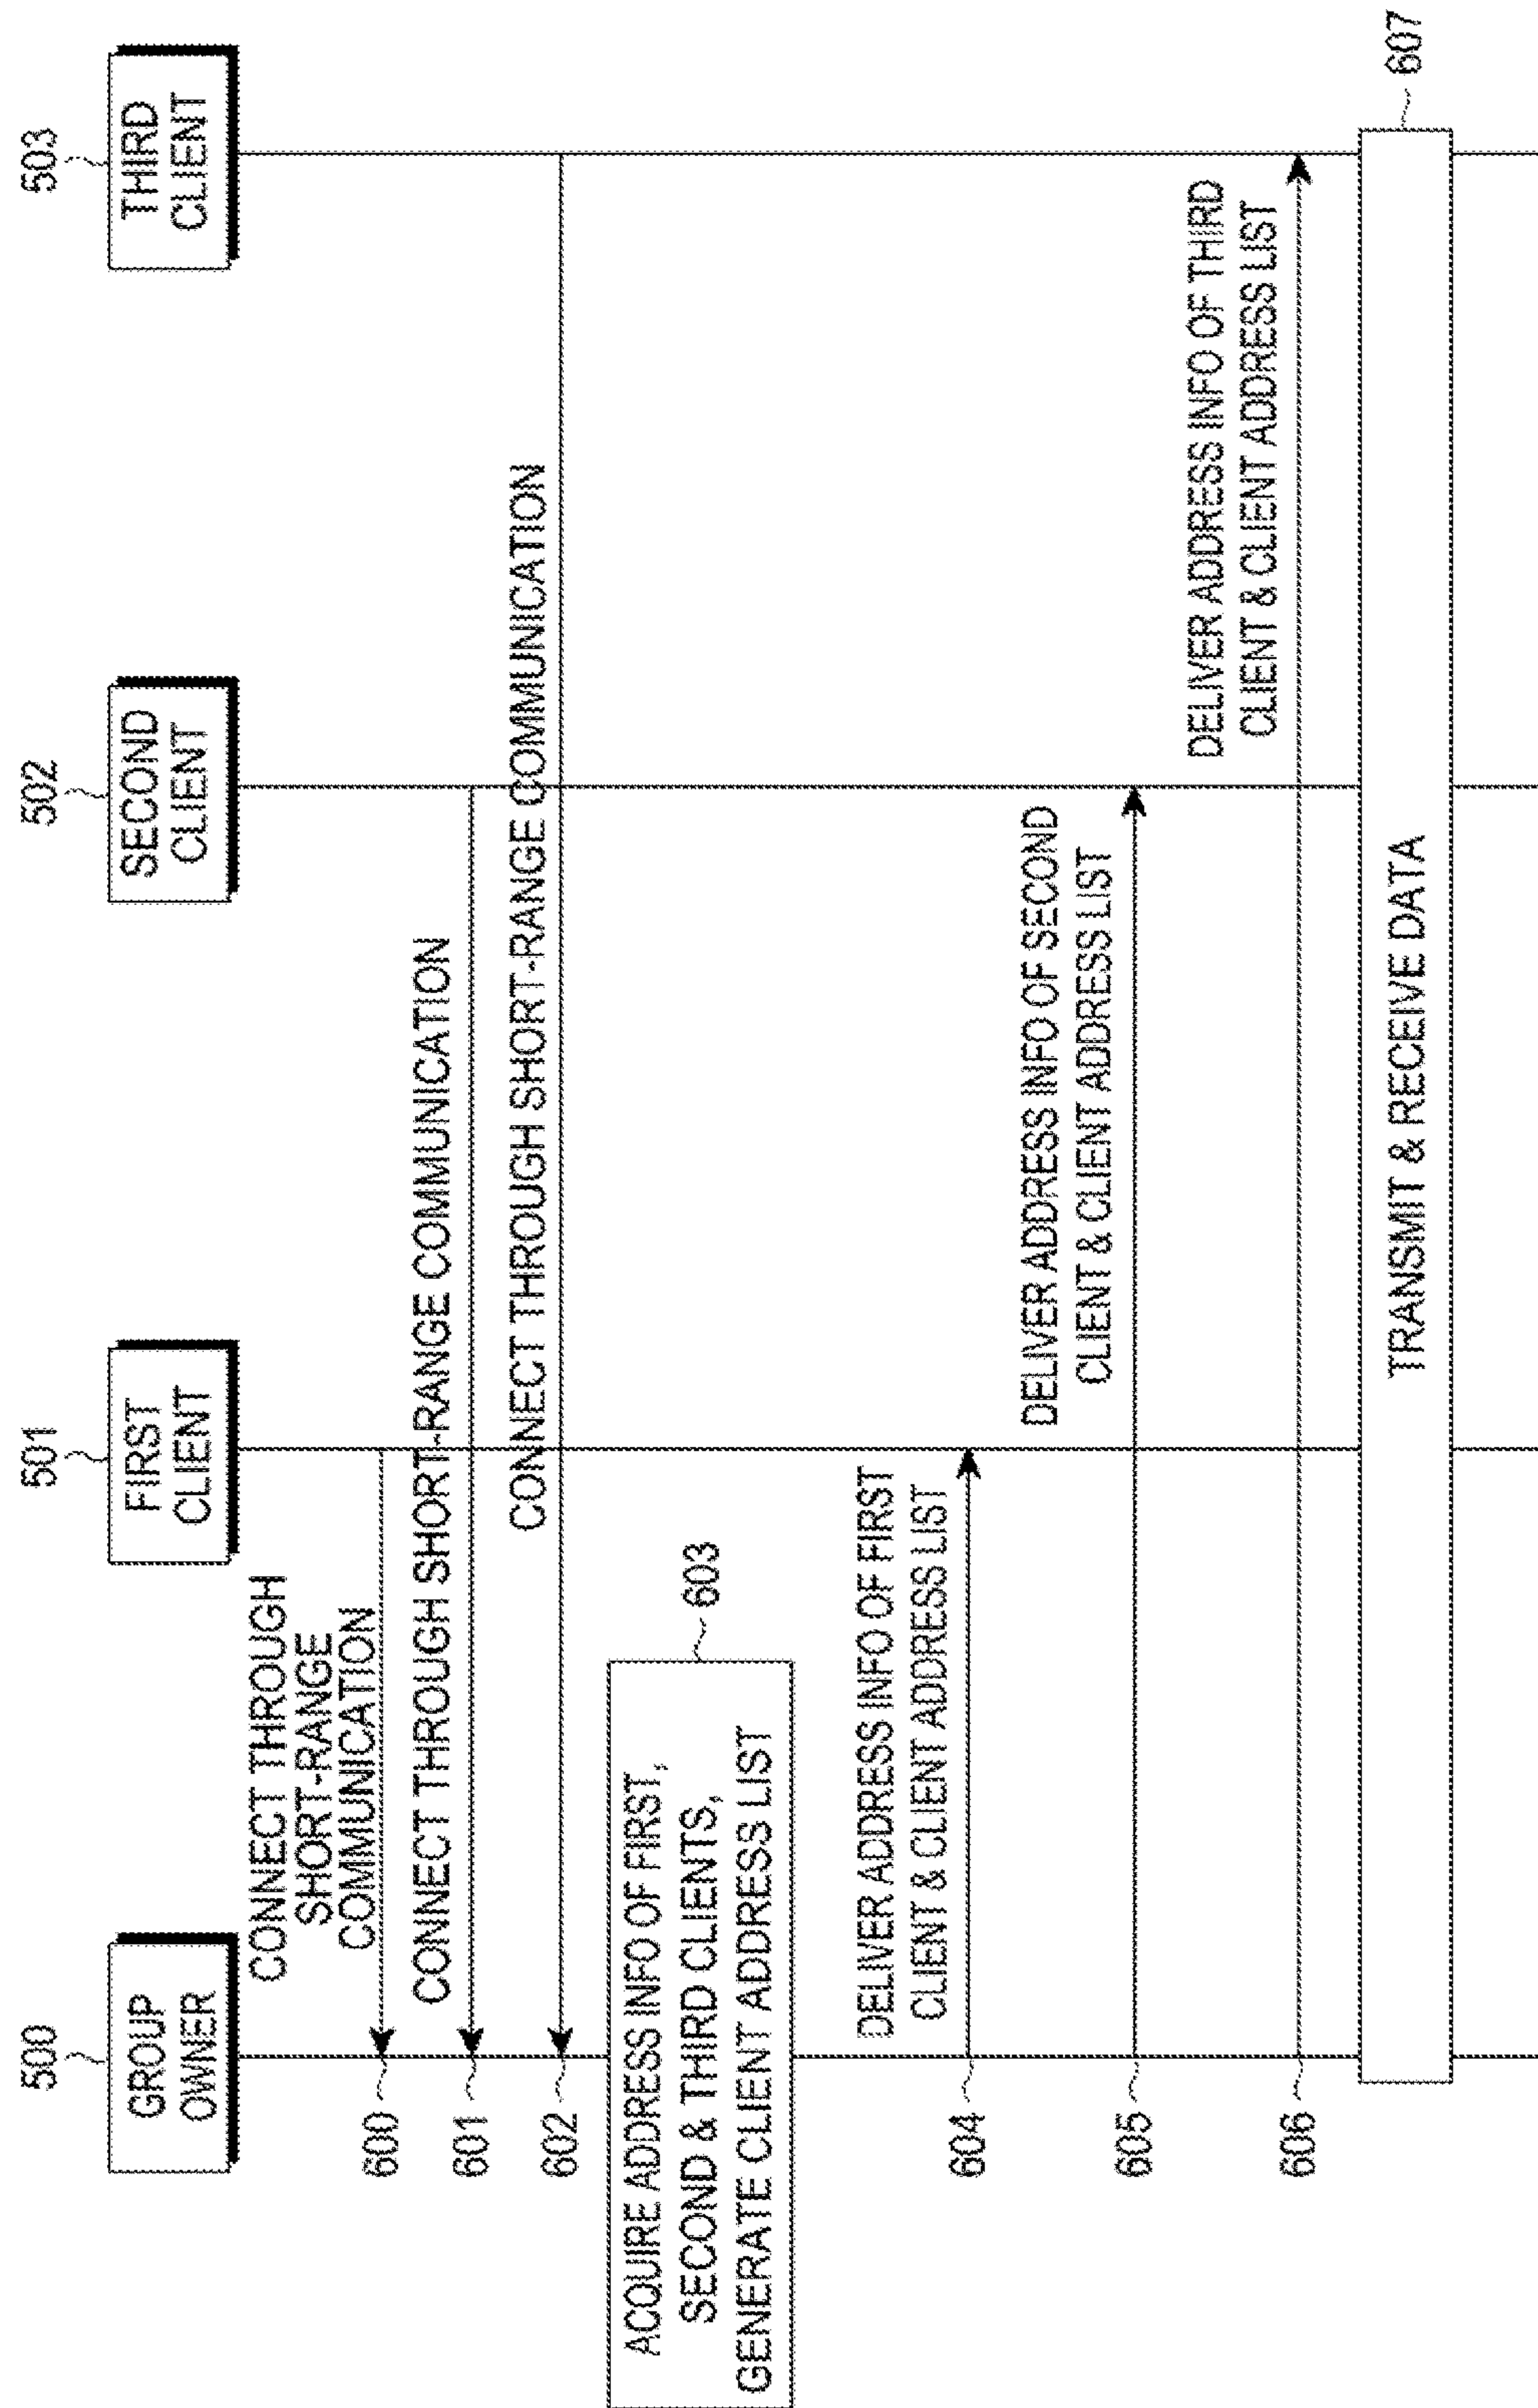 500
501
502
503
GROUP
OWNER
FIRST
CLIENT
SECOND
CLIENT
THIRD
CLIENT
CONNECT THROUGH
SHORT-RANGE
COMMUNICATION
600
CONNECT THROUGH SHORT-RANGE COMMUNICATION
601
CONNECT THROUGH SHORT-RANGE COMMUNICATION
602
ACQUIRE ADDRESS INFO OF FIRST,
SECOND & THIRD CLIENTS,
GENERATE CLIENT ADDRESS LIST
603
DELIVER ADDRESS INFO OF FIRST
CLIENT & CLIENT ADDRESS LIST
604
DELIVER ADDRESS INFO OF SECOND
CLIENT & CLIENT ADDRESS LIST
605
DELIVER ADDRESS INFO OF THIRD
CLIENT & CLIENT ADDRESS LIST
606
TRANSMIT & RECEIVE DATA
607